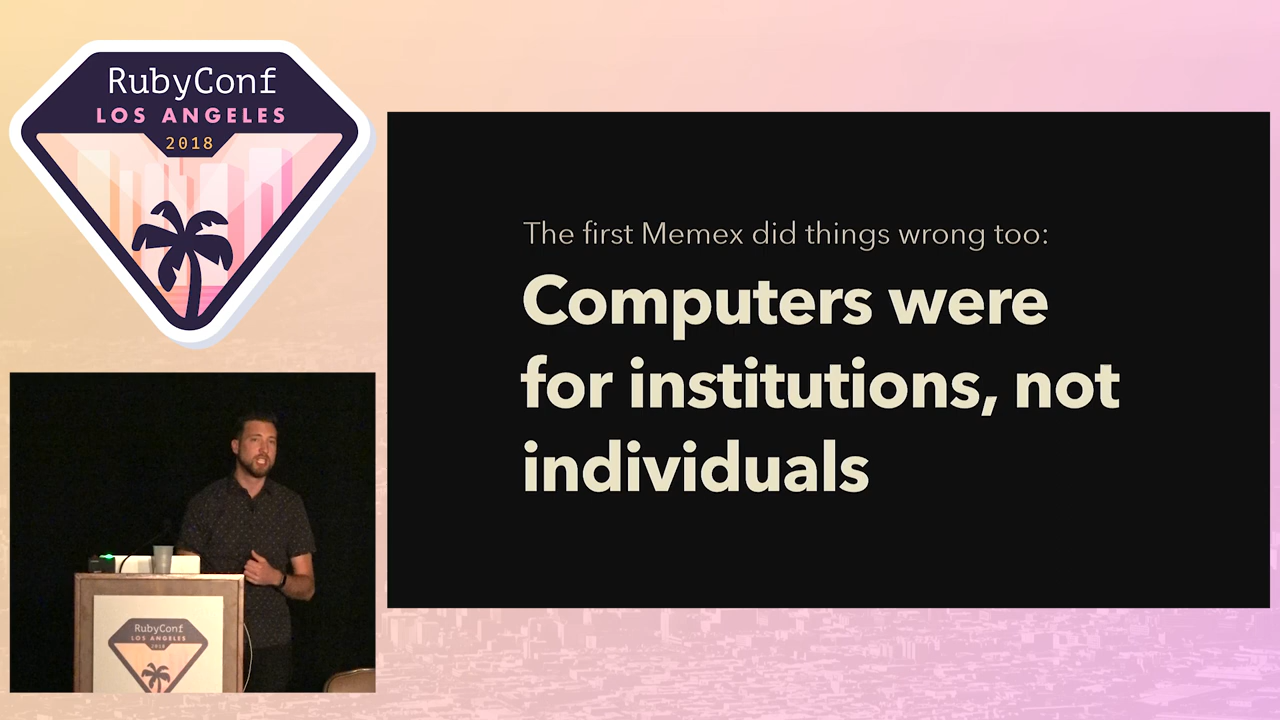 RubyConf
LOS ANGELES
2018
The first Memex did things wrong too:
Computers were
for institutions, not
individuals
RubyConf
LOS ANGELES
2018